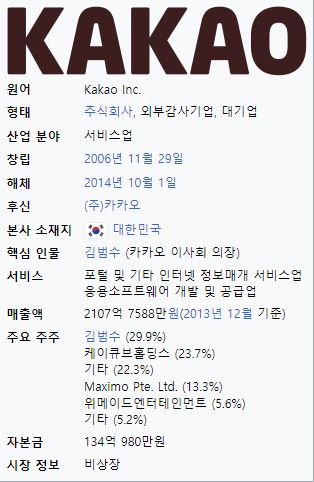 KAKAO
원어 Kakao Inc.
형태 주식회사, 외부감사기업, 대기업
산업 분야 서비스업
창립 2006년 11월 29일
해체 2014년 10월 1일
후신 (주)카카오
본사 소재지 대한민국
핵심 인물 김범수 (카카오 이사회 의장)
서비스 포털 및 기타 인터넷 정보매개 서비스업
응용소프트웨어 개발 및 공급업
매출액 2107억 7588만원(2013년 12월 기준)
주요 주주 김범수 (29.9%)
케이큐브홀딩스 (23.7%)
기타 (22.3%)
Maximo Pte. Ltd. (13.3%)
위메이드엔터테인먼트 (5.6%)
기타 (5.2%)
자본금 134억 980만원
시장 정보 비상장